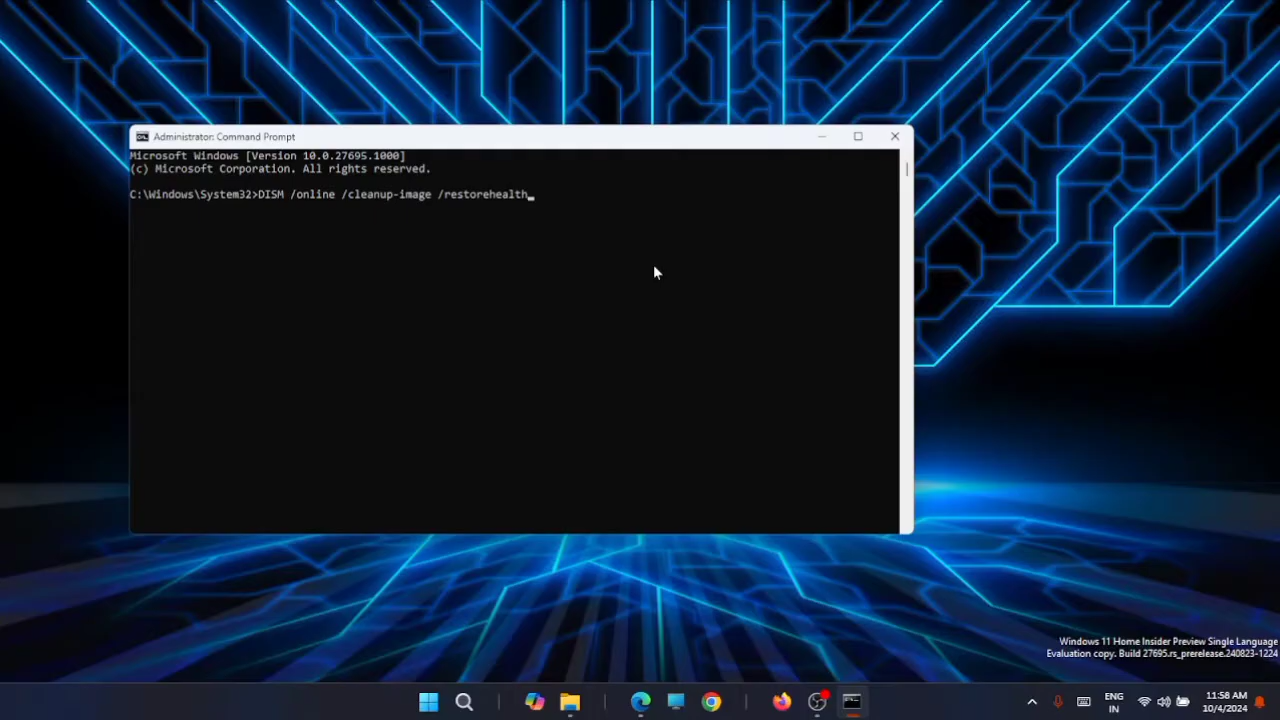 Administrator: Command Prompt
Microsoft Windows [Version 10.0.27695.1000]
(c) Microsoft Corporation. All rights reserved.
C:\Windows\System32>DISM /online /cleanup-image /restorehealth
Windows 11 Home Insider Preview Single Language
Evaluation copy. Build 27695.rs_prerelease.240823-1224
ENG
IN
11:58 AM
10/4/2024